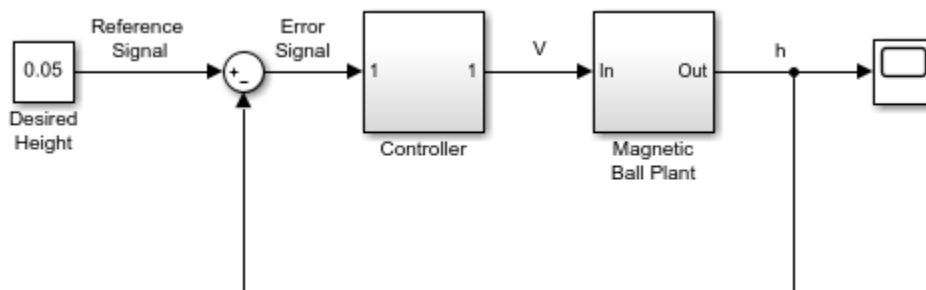 Reference
Signal
Error
Signal
0.05
+
-
1
1
V
In
Out
h
Desired
Height
Controller
Magnetic
Ball Plant